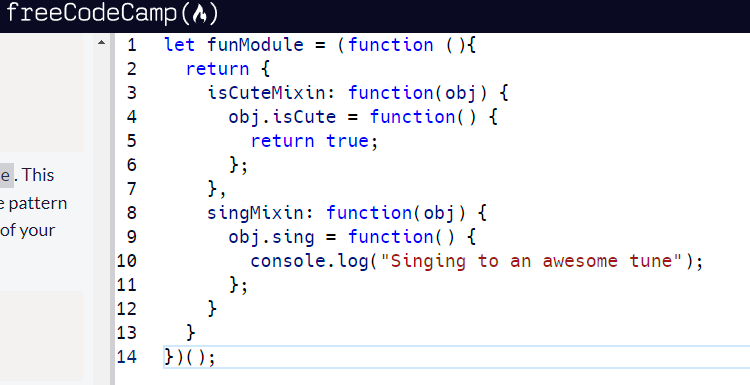 freeCodeCamp(🔥)
1 let funModule = (function (){
2   return {
3     isCuteMixin: function(obj) {
4       obj.isCute = function() {
5         return true;
6       };
7     },
8     singMixin: function(obj) {
9       obj.sing = function() {
10         console.log("Singing to an awesome tune");
11       };
12     }
13   }
14 })();
e. This
e pattern
of your